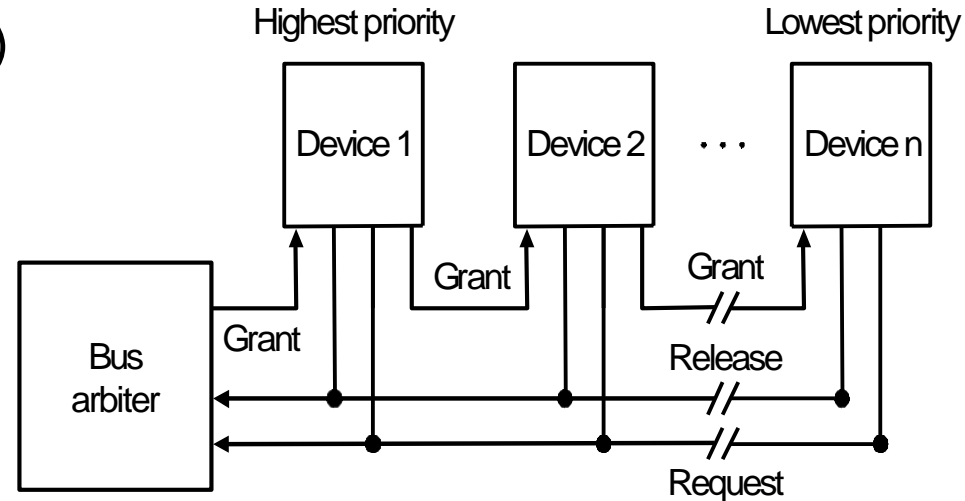 Highest priority
Lowest priority
Device 1
Device 2
...
Device n
Grant
Grant
Grant
Bus
arbiter
Release
Request